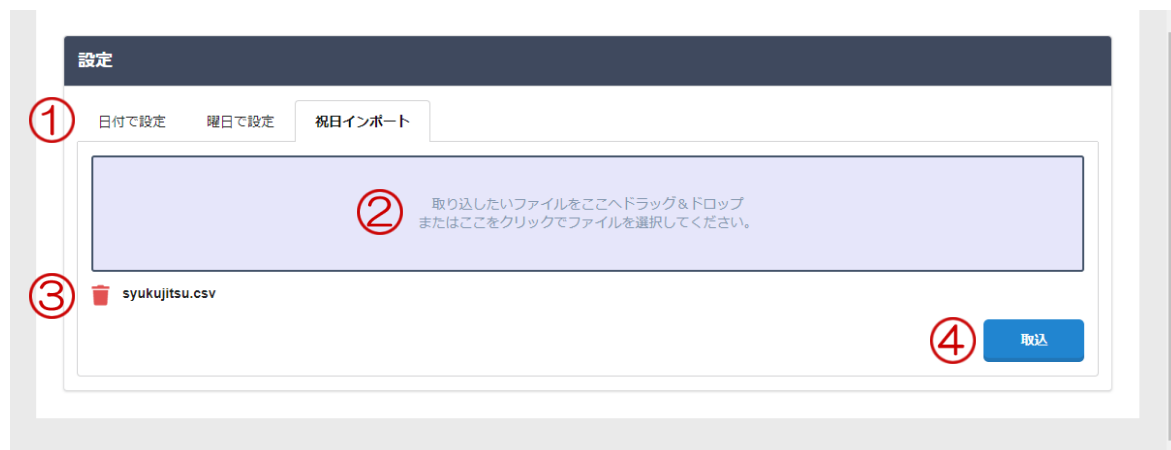 設定
① 日付で設定 曜日で設定 祝日インポート
② 取り込したいファイルをここへドラッグ&ドロップ
またはここをクリックでファイルを選択してください。
③ syukujitsu.csv
④ 取込